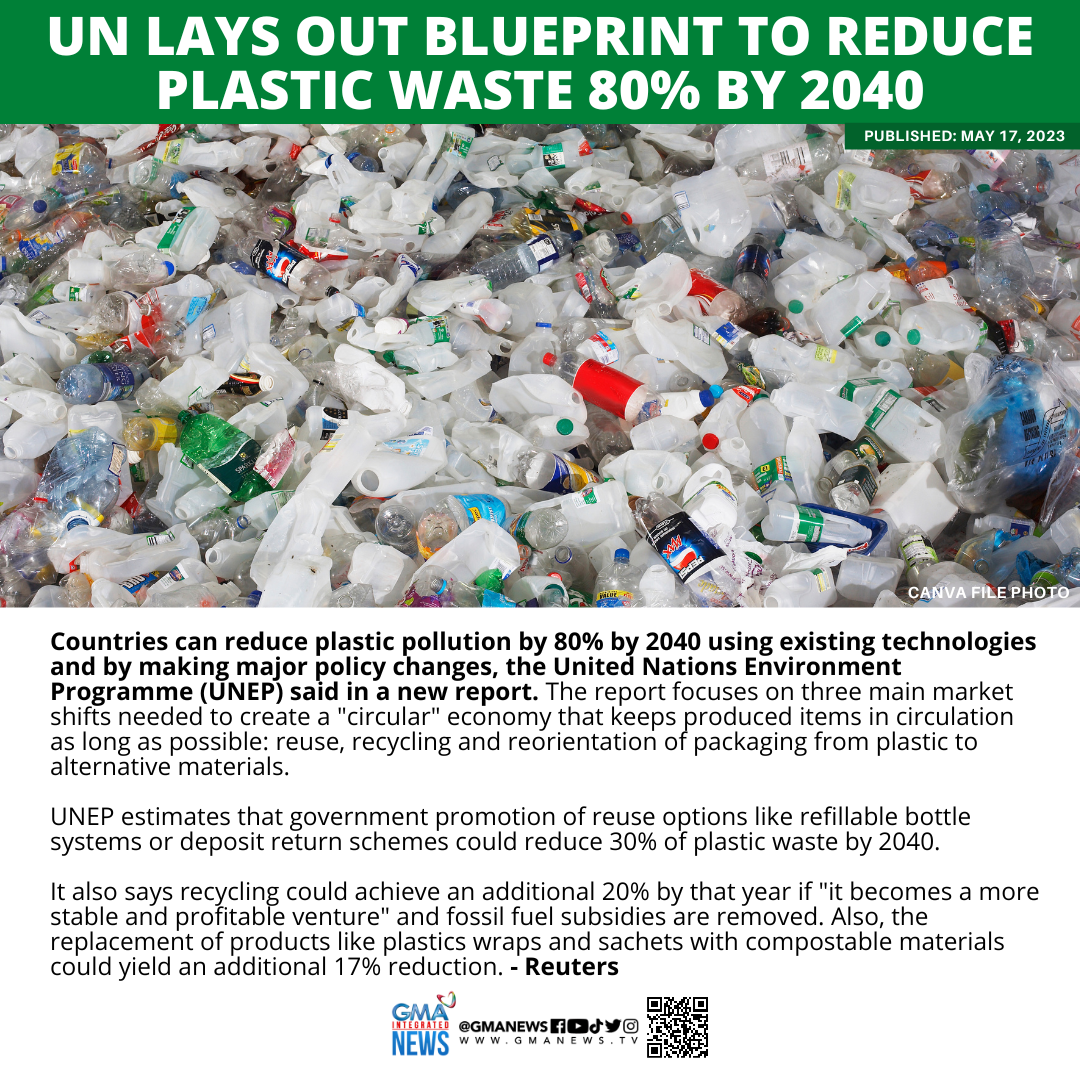 UN LAYS OUT BLUEPRINT TO REDUCE
PLASTIC WASTE 80% BY 2040
PUBLISHED: MAY 17, 2023
PEPSI
CANVA FILE PHOTO
Countries can reduce plastic pollution by 80% by 2040 using existing technologies
and by making major policy changes, the United Nations Environment
Programme (UNEP) said in a new report. The report focuses on three main market
shifts needed to create a "circular" economy that keeps produced items in circulation
as long as possible: reuse, recycling and reorientation of packaging from plastic to
alternative materials.
UNEP estimates that government promotion of reuse options like refillable bottle
systems or deposit return schemes could reduce 30% of plastic waste by 2040.
It also says recycling could achieve an additional 20% by that year if "it becomes a more
stable and profitable venture" and fossil fuel subsidies are removed. Also, the
replacement of products like plastics wraps and sachets with compostable materials
could yield an additional 17% reduction. - Reuters
GMA
INTEGRATED
NEWS
@GMANEWS
WWW.GMANEWS.TV